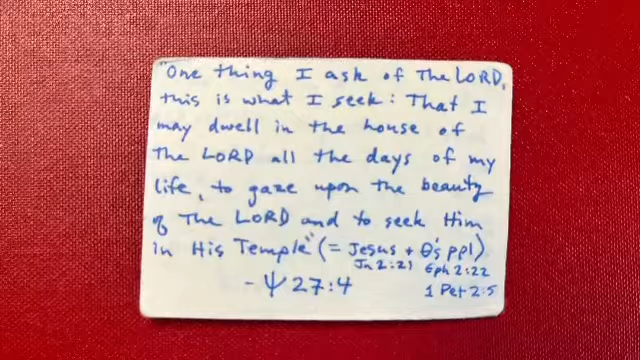 "One thing I ask of The LORD,
this is what I seek: That I
may dwell in the house of
The LORD all the days of my
life, to gaze upon the beauty
of The LORD and to seek Him
in His Temple" (= Jesus + Θ's ppl)
Jn 2:21 Eph 2:22
- Ψ 27:4 1 Pet 2:5